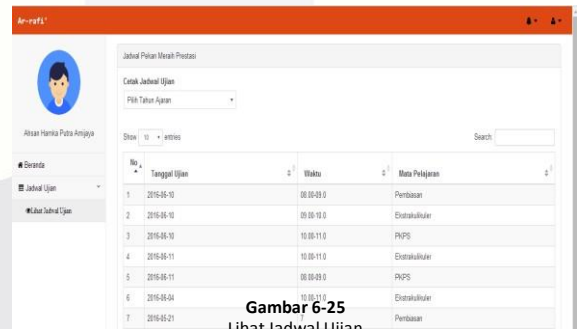 Ar-rafi'
Jadwal Pekan Meraih Prestasi
Cetak Jadwal Ujian
Pilih Tahun Ajaran
Ahsan Hamka Putra Amijaya
Show 10 entries
Search:
Beranda
Jadwal Ujian
Lihat Jadwal Ujian
No Tanggal Ujian Waktu Mata Pelajaran
1 2016-06-10 08.00-09.0 Pembiasan
2 2016-06-10 09.00-10.0 Ekstrakulikuler
3 2016-06-10 10.00-11.0 PKPS
4 2016-06-11 10.00-11.0 Ekstrakulikuler
5 2016-06-11 08.00-09.0 PKPS
6 2016-06-04 10.00-11.0 Ekstrakulikuler
7 2016-05-21 7 Pembiasan
Gambar 6-25
Lihat Jadwal Ujian